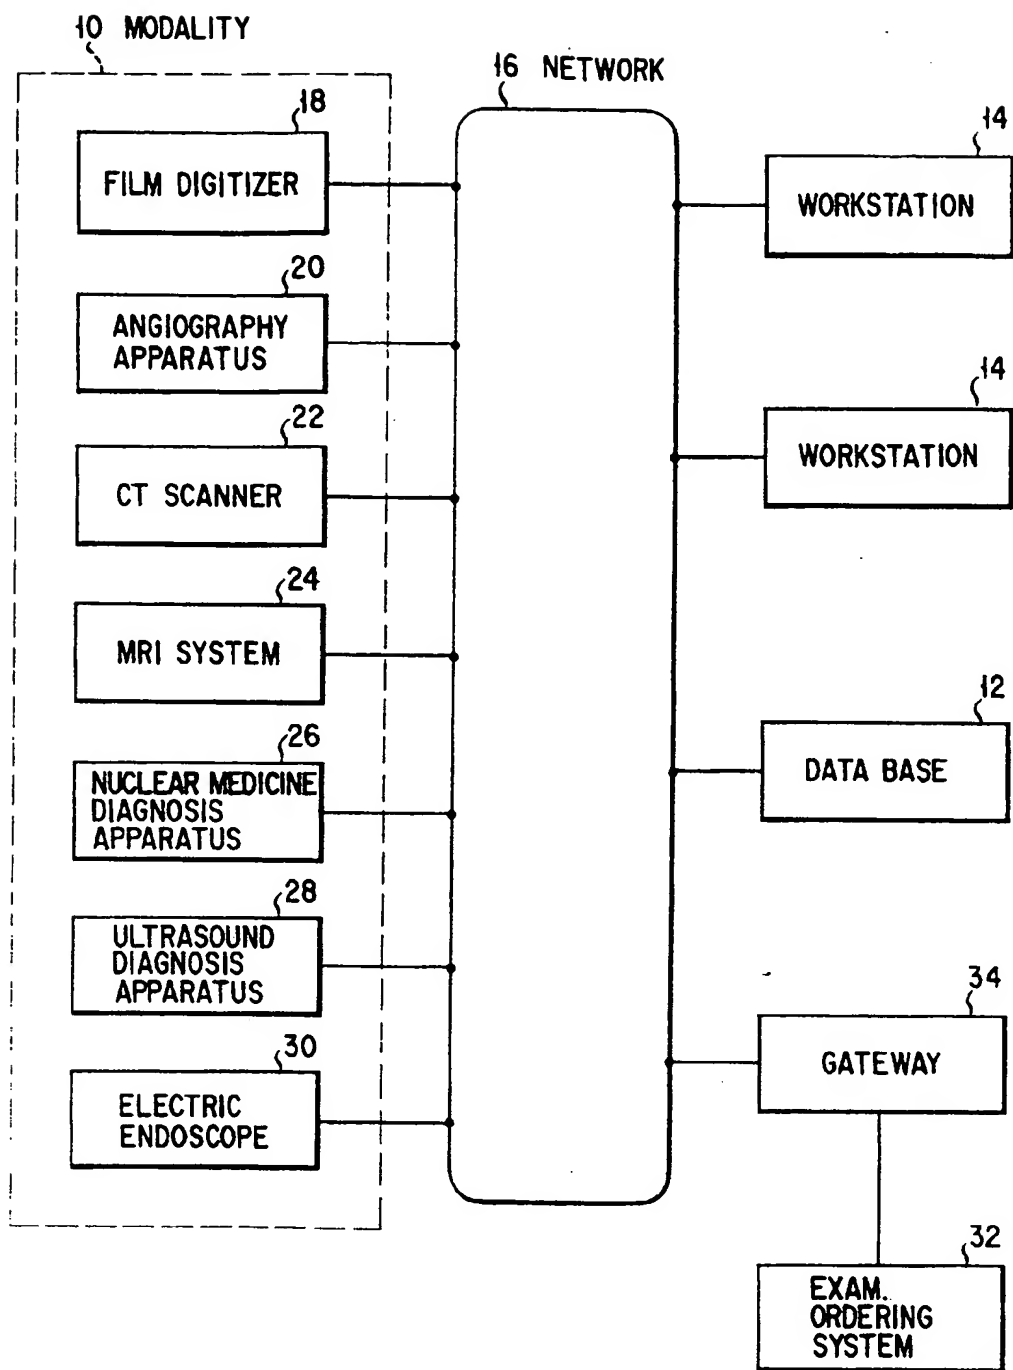 10 MODALITY
16 NETWORK
18
FILM DIGITIZER
20
ANGIOGRAPHY
APPARATUS
22
CT SCANNER
24
MRI SYSTEM
26
NUCLEAR MEDICINE
DIAGNOSIS
APPARATUS
28
ULTRASOUND
DIAGNOSIS
APPARATUS
30
ELECTRIC
ENDOSCOPE
14
WORKSTATION
14
WORKSTATION
12
DATA BASE
34
GATEWAY
32
EXAM.
ORDERING
SYSTEM